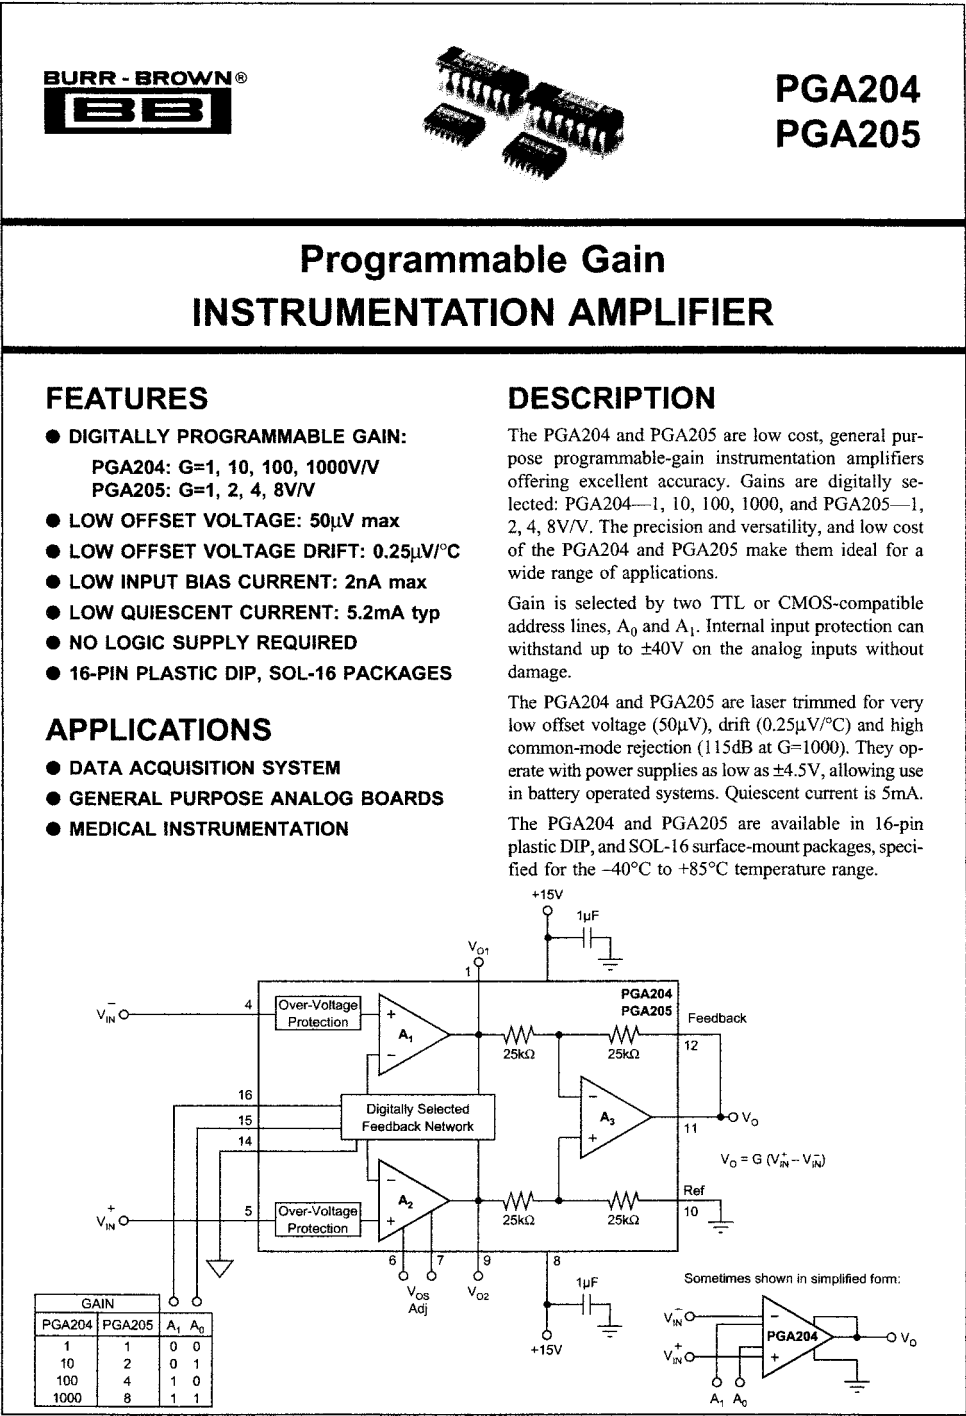 BURR - BROWN®
BB
PGA204
PGA205
Programmable Gain
INSTRUMENTATION AMPLIFIER
FEATURES
● DIGITALLY PROGRAMMABLE GAIN:
PGA204: G=1, 10, 100, 1000V/V
PGA205: G=1, 2, 4, 8V/V
● LOW OFFSET VOLTAGE: 50µV max
● LOW OFFSET VOLTAGE DRIFT: 0.25µV/°C
● LOW INPUT BIAS CURRENT: 2nA max
● LOW QUIESCENT CURRENT: 5.2mA typ
● NO LOGIC SUPPLY REQUIRED
● 16-PIN PLASTIC DIP, SOL-16 PACKAGES
APPLICATIONS
● DATA ACQUISITION SYSTEM
● GENERAL PURPOSE ANALOG BOARDS
● MEDICAL INSTRUMENTATION
DESCRIPTION
The PGA204 and PGA205 are low cost, general pur-
pose programmable-gain instrumentation amplifiers
offering excellent accuracy. Gains are digitally se-
lected: PGA204—1, 10, 100, 1000, and PGA205—1,
2, 4, 8V/V. The precision and versatility, and low cost
of the PGA204 and PGA205 make them ideal for a
wide range of applications.
Gain is selected by two TTL or CMOS-compatible
address lines, A0 and A1. Internal input protection can
withstand up to ±40V on the analog inputs without
damage.
The PGA204 and PGA205 are laser trimmed for very
low offset voltage (50µV), drift (0.25µV/°C) and high
common-mode rejection (115dB at G=1000). They op-
erate with power supplies as low as ±4.5V, allowing use
in battery operated systems. Quiescent current is 5mA.
The PGA204 and PGA205 are available in 16-pin
plastic DIP, and SOL-16 surface-mount packages, speci-
fied for the –40°C to +85°C temperature range.
+15V
1µF
VO1
1
PGA204
PGA205
V–IN
4
Over-Voltage
Protection
+
A1
–
25kΩ
25kΩ
Feedback
12
16
15
14
Digitally Selected
Feedback Network
–
A3
+
11
VO
VO = G (V+IN – V–IN)
V+IN
5
Over-Voltage
Protection
–
A2
+
25kΩ
25kΩ
Ref
10
6
7
9
8
VOS
Adj
VO2
1µF
+15V
GAIN
PGA204 PGA205 A1 A0
1 1 0 0
10 2 0 1
100 4 1 0
1000 8 1 1
Sometimes shown in simplified form:
V–IN
–
PGA204
V+IN
+
VO
A1 A0